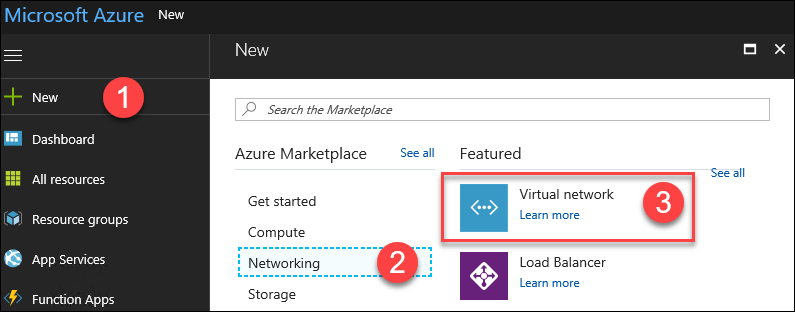 Microsoft Azure New
New
New
1
Search the Marketplace
Dashboard
All resources
Resource groups
App Services
Function Apps
Azure Marketplace See all
Get started
Compute
Networking 2
Storage
Featured
See all
Virtual network
Learn more
3
Load Balancer
Learn more